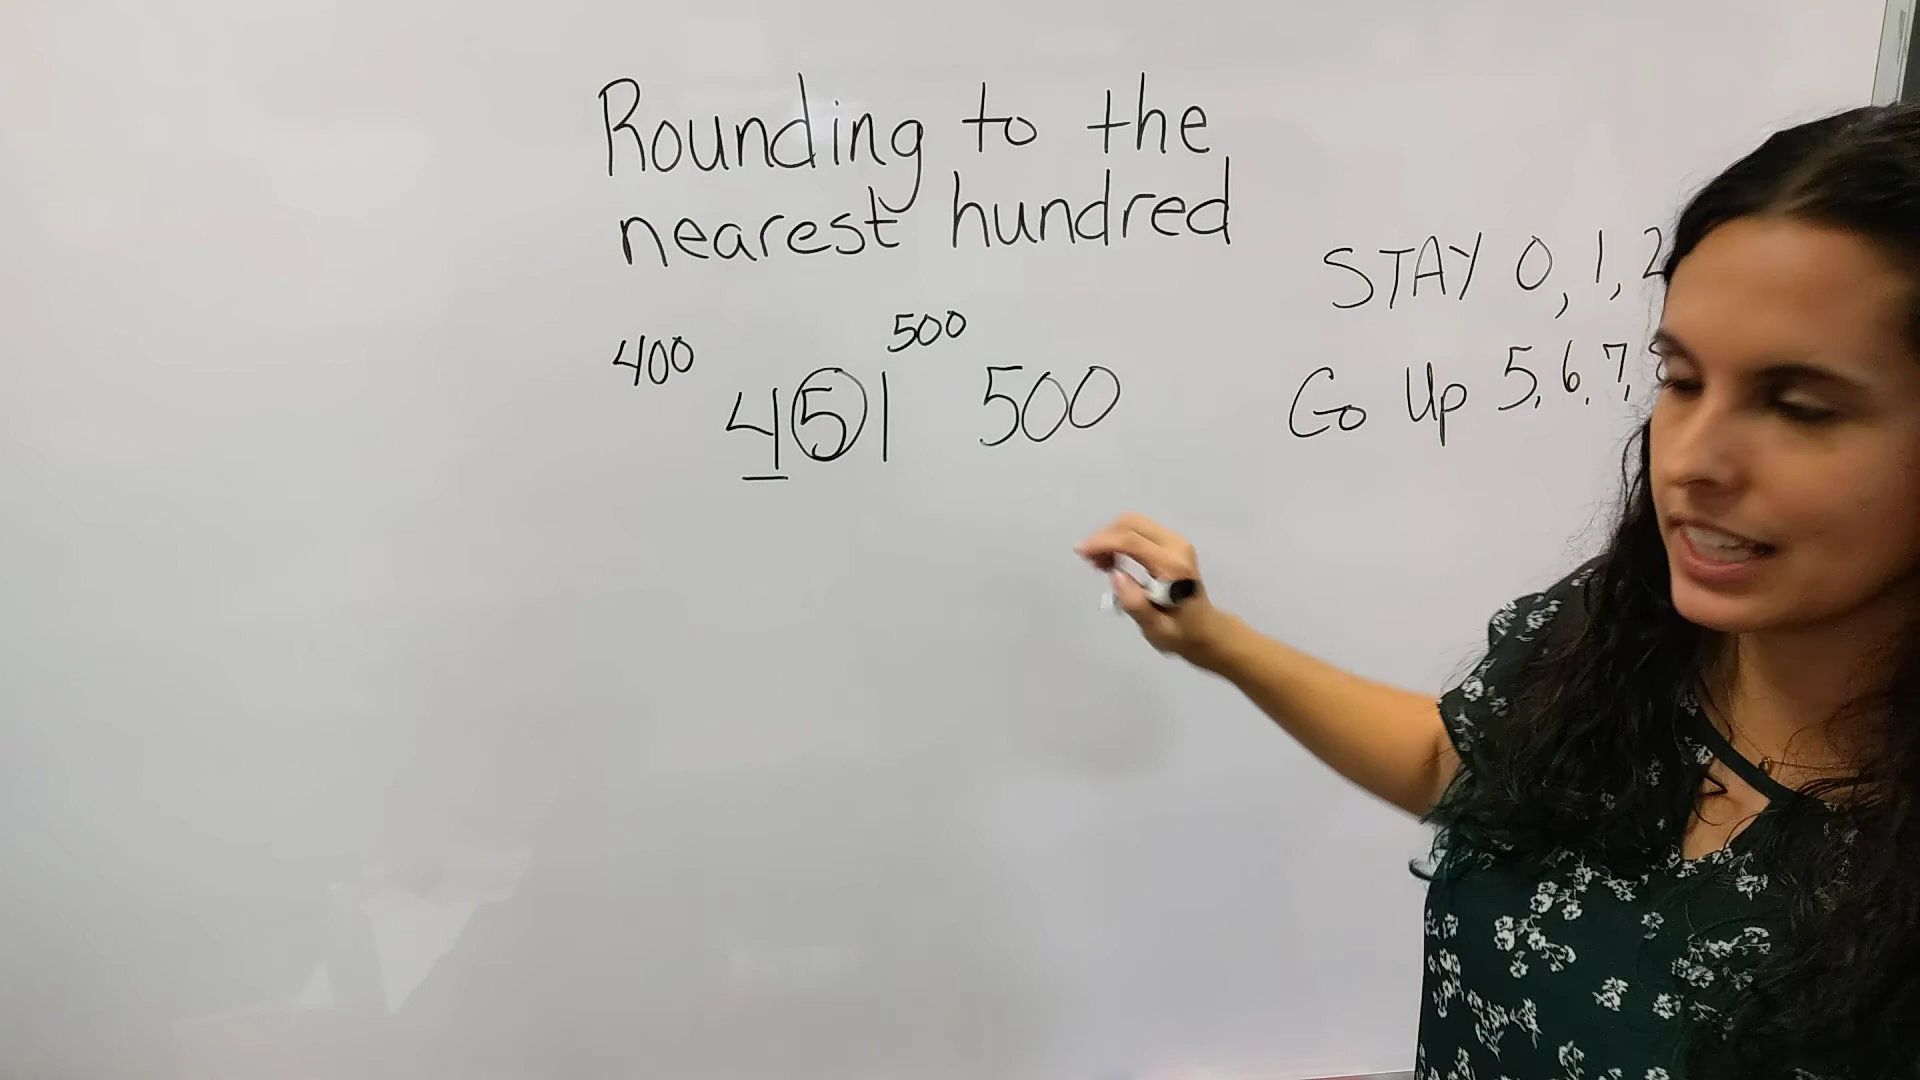 Rounding to the
nearest hundred
STAY 0, 1, 2
400 500
451 500
Go Up 5, 6, 7,